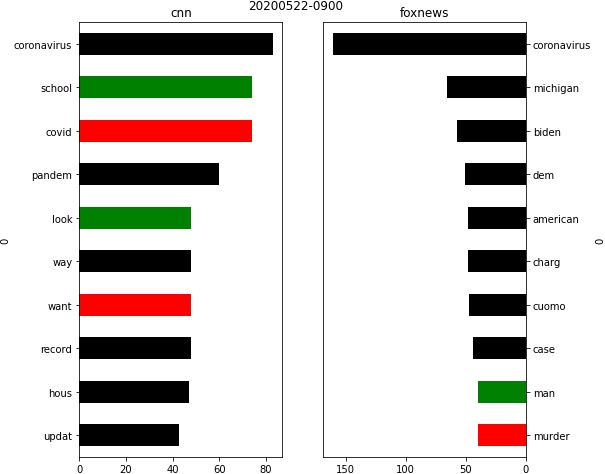 20200522-0900
cnn
foxnews
coronavirus
school
covid
pandem
look
way
want
record
hous
updat
0
0 20 40 60 80
coronavirus
michigan
biden
dem
american
charg
cuomo
case
man
murder
0
150 100 50 0